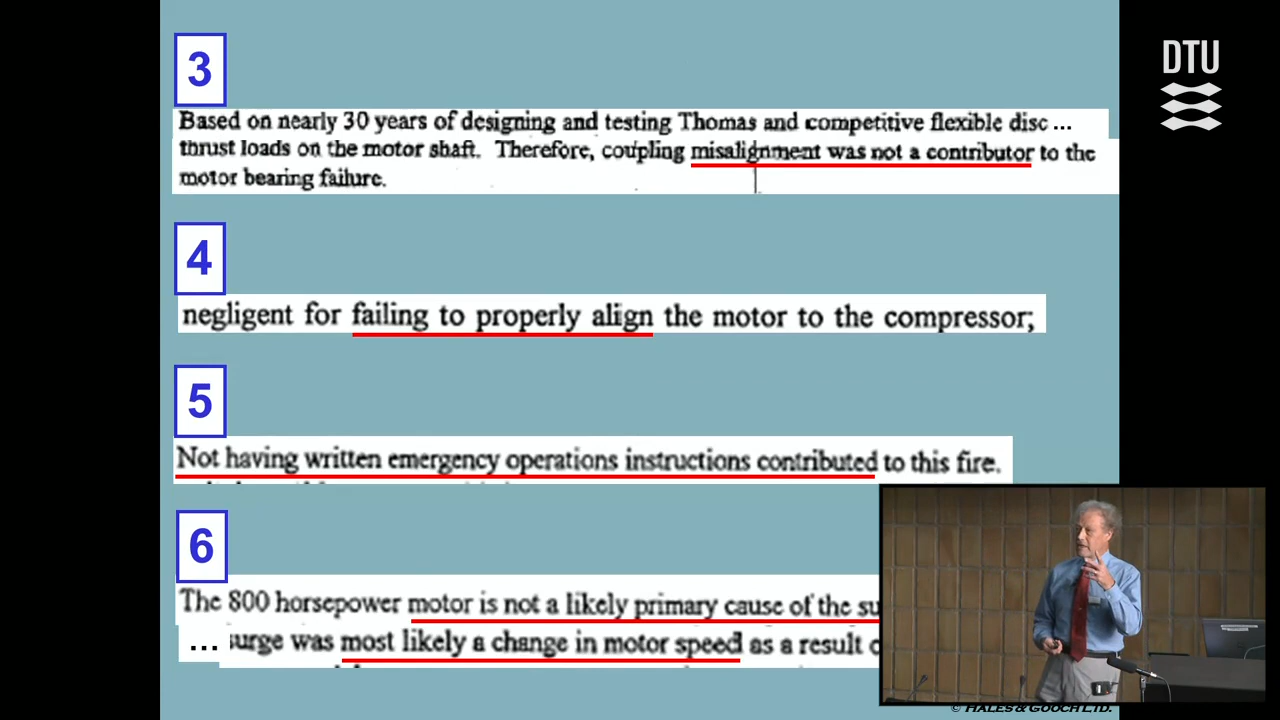 DTU
3
Based on nearly 30 years of designing and testing Thomas and competitive flexible disc ...
thrust loads on the motor shaft. Therefore, coupling misalignment was not a contributor to the
motor bearing failure.
4
negligent for failing to properly align the motor to the compressor;
5
Not having written emergency operations instructions contributed to this fire.
6
The 800 horsepower motor is not a likely primary cause of the su
... surge was most likely a change in motor speed as a result o
© HALES & GOOCH LTD.